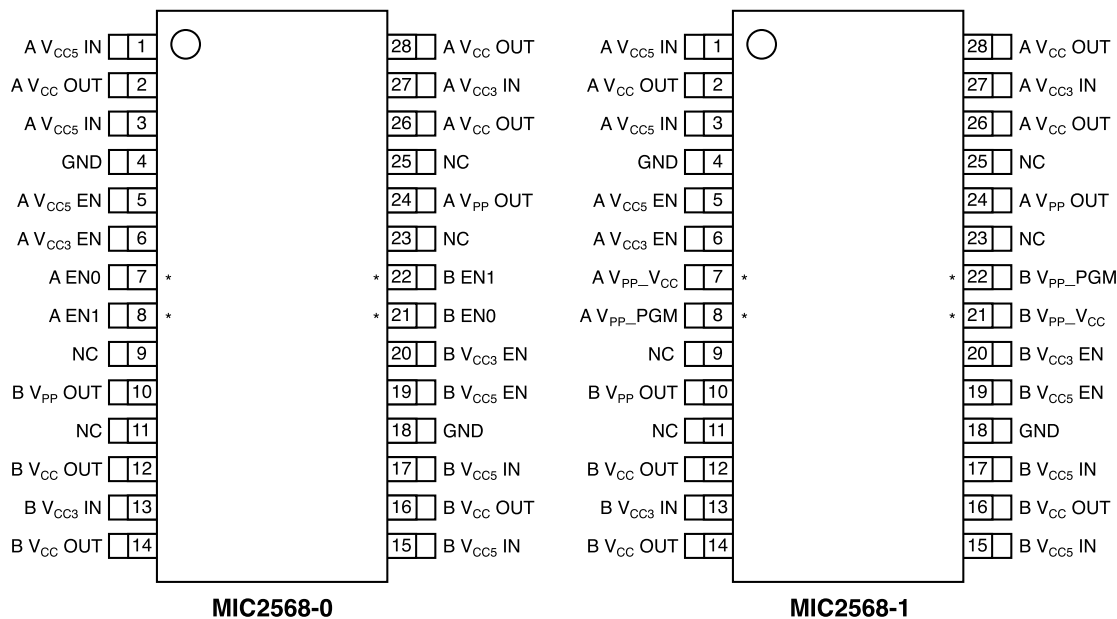 A VCC5 IN 1 28 A VCC OUT
A VCC OUT 2 27 A VCC3 IN
A VCC5 IN 3 26 A VCC OUT
GND 4 25 NC
A VCC5 EN 5 24 A VPP OUT
A VCC3 EN 6 23 NC
A EN0 7 * * 22 B EN1
A EN1 8 * * 21 B EN0
NC 9 20 B VCC3 EN
B VPP OUT 10 19 B VCC5 EN
NC 11 18 GND
B VCC OUT 12 17 B VCC5 IN
B VCC3 IN 13 16 B VCC OUT
B VCC OUT 14 15 B VCC5 IN
MIC2568-0
A VCC5 IN 1 28 A VCC OUT
A VCC OUT 2 27 A VCC3 IN
A VCC5 IN 3 26 A VCC OUT
GND 4 25 NC
A VCC5 EN 5 24 A VPP OUT
A VCC3 EN 6 23 NC
A VPP_VCC 7 * * 22 B VPP_PGM
A VPP_PGM 8 * * 21 B VPP_VCC
NC 9 20 B VCC3 EN
B VPP OUT 10 19 B VCC5 EN
NC 11 18 GND
B VCC OUT 12 17 B VCC5 IN
B VCC3 IN 13 16 B VCC OUT
B VCC OUT 14 15 B VCC5 IN
MIC2568-1